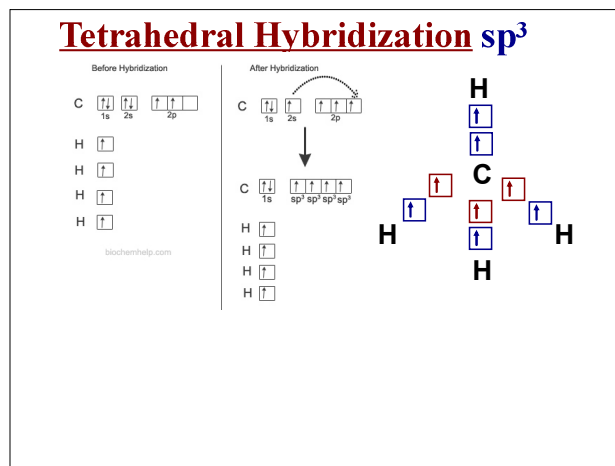 Tetrahedral Hybridization sp³
Before Hybridization
C
1s 2s 2p
H
H
H
H
biochemhelp.com
After Hybridization
C
1s 2s 2p
C
1s sp³ sp³ sp³ sp³
H
H
H
H
H
C
H H
H